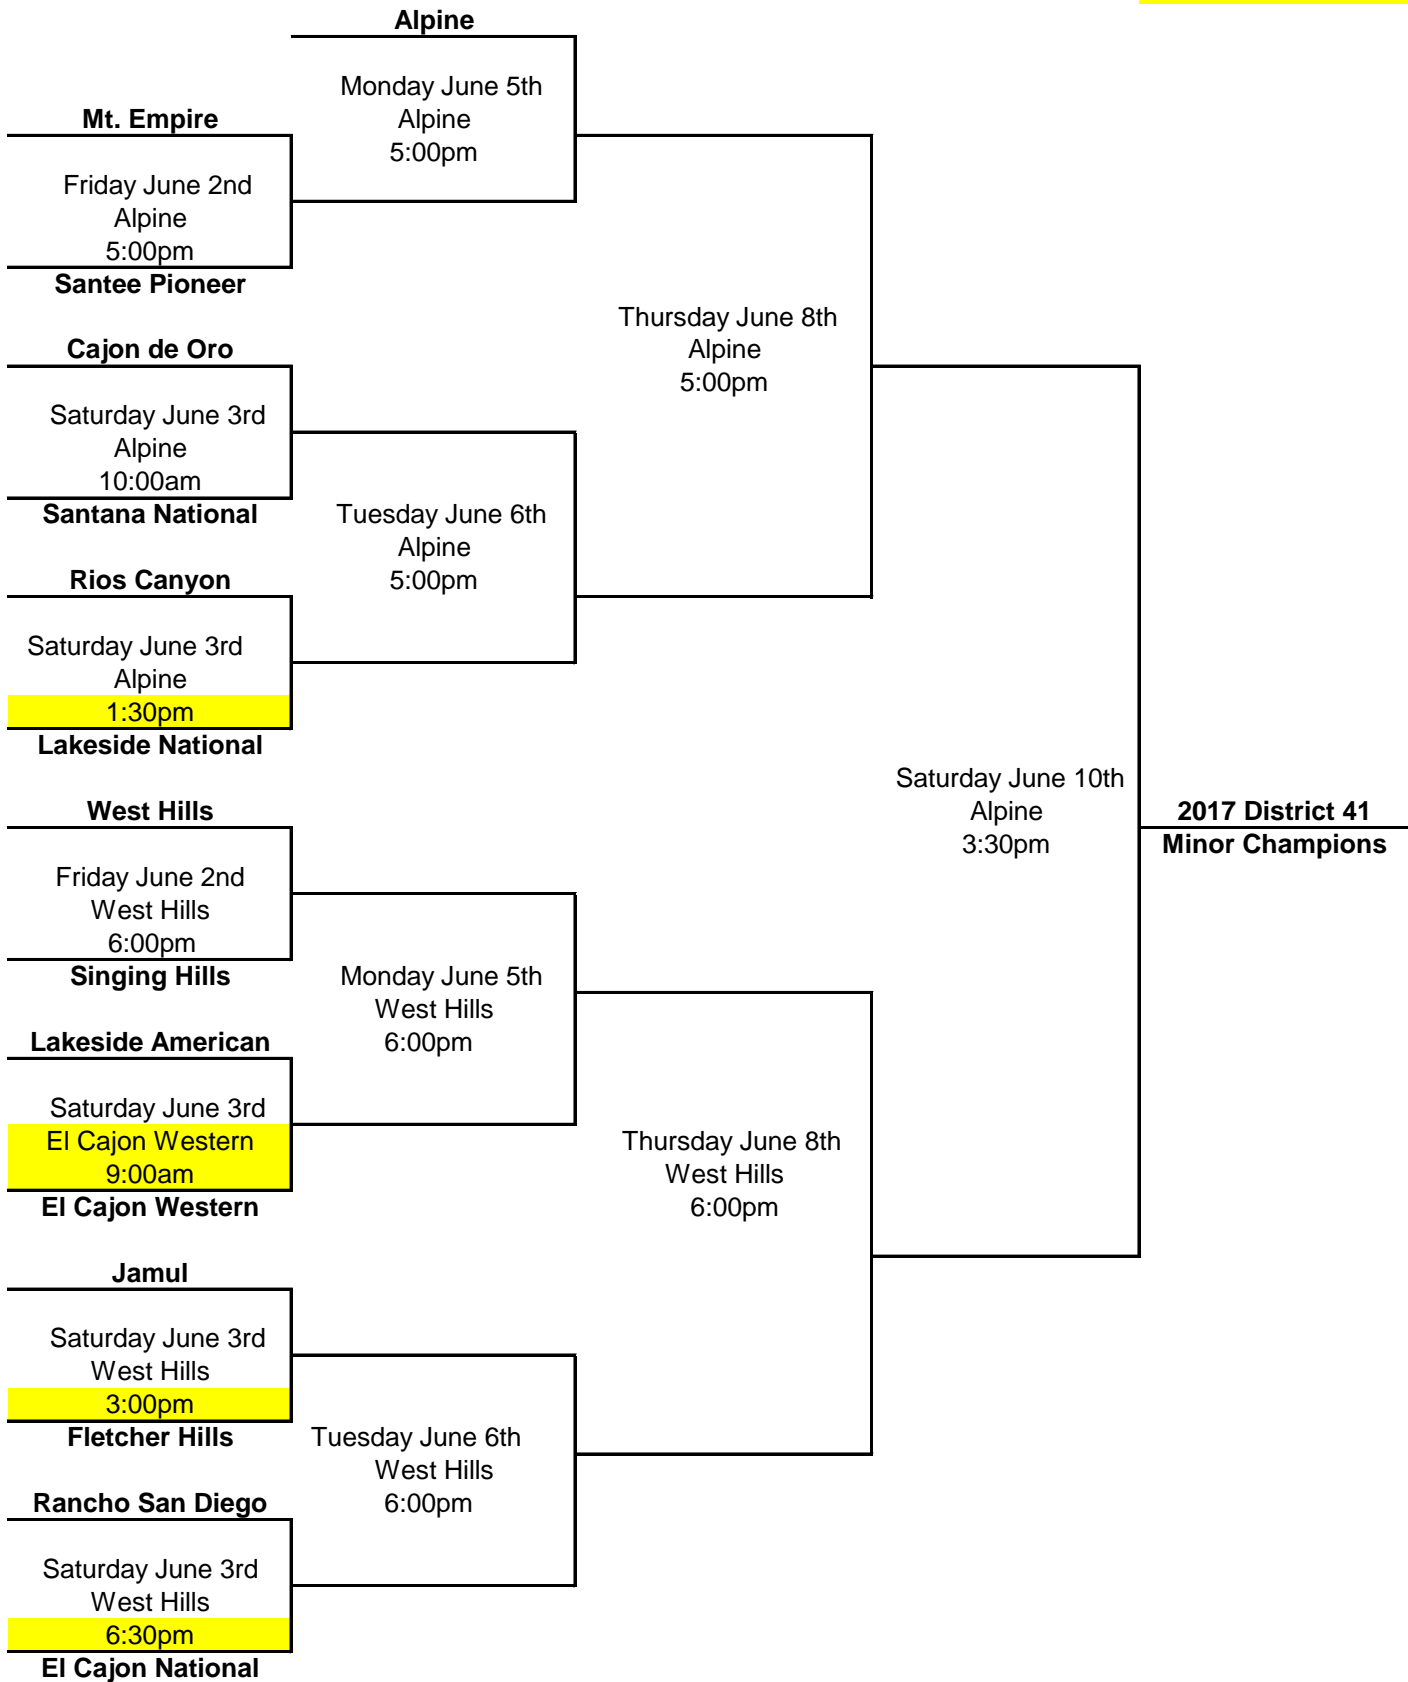 Alpine
Monday June 5th
Alpine
5:00pm
Mt. Empire
Friday June 2nd
Alpine
5:00pm
Santee Pioneer
Cajon de Oro
Saturday June 3rd
Alpine
10:00am
Santana National
Tuesday June 6th
Alpine
5:00pm
Rios Canyon
Saturday June 3rd
Alpine
1:30pm
Lakeside National
Thursday June 8th
Alpine
5:00pm
West Hills
Friday June 2nd
West Hills
6:00pm
Singing Hills
Monday June 5th
West Hills
6:00pm
Lakeside American
Saturday June 3rd
El Cajon Western
9:00am
El Cajon Western
Thursday June 8th
West Hills
6:00pm
Jamul
Saturday June 3rd
West Hills
3:00pm
Fletcher Hills
Tuesday June 6th
West Hills
6:00pm
Rancho San Diego
Saturday June 3rd
West Hills
6:30pm
El Cajon National
Saturday June 10th
Alpine
3:30pm
2017 District 41
Minor Champions